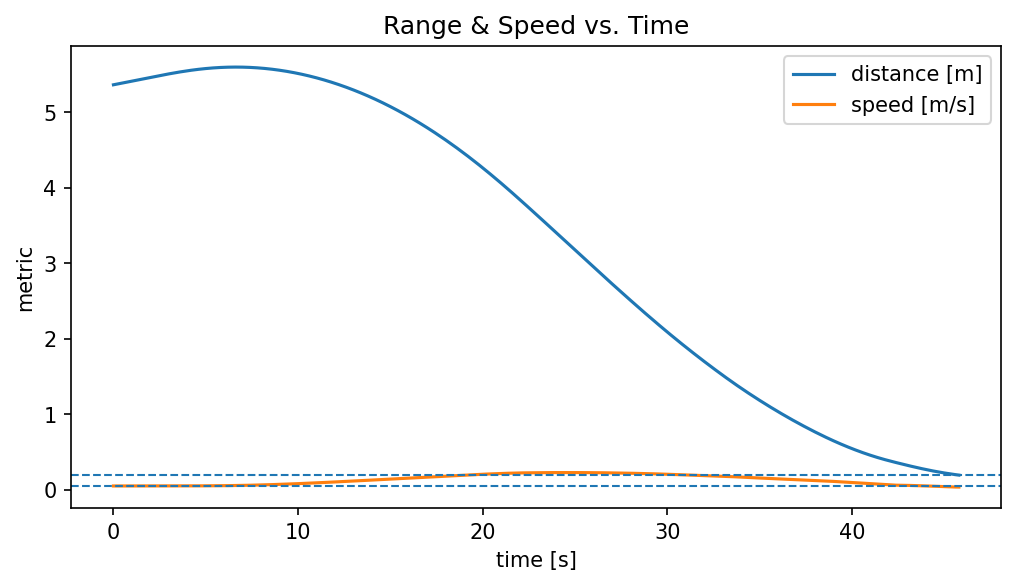 Range & Speed vs. Time
distance [m]
speed [m/s]
metric
5
4
3
2
1
0
0 10 20 30 40
time [s]